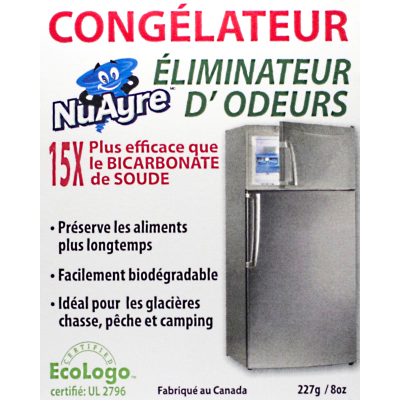 CONGÉLATEUR
NuAyre
ÉLIMINATEUR
D' ODEURS
15X
Plus efficace que
le BICARBONATE
de SOUDE
• Préserve les aliments
plus longtemps
• Facilement biodégradable
• Idéal pour les glacières
chasse, pêche et camping
CERTIFIED
EcoLogo™
certifié: UL 2796
Fabriqué au Canada
227g / 8oz